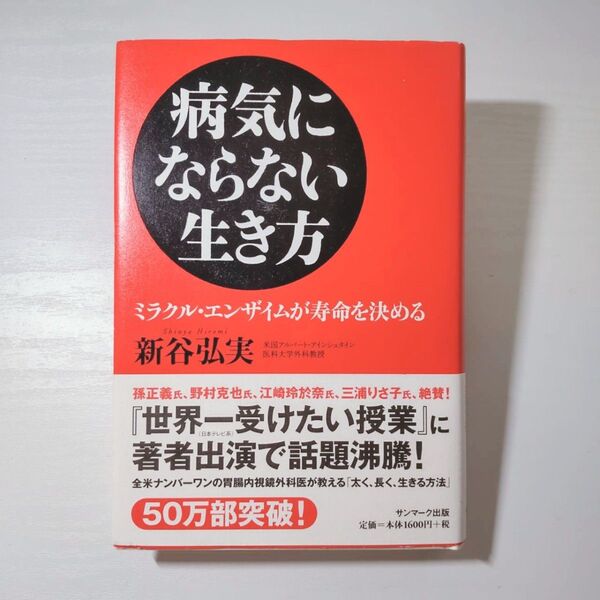 病気に
ならない
生き方
ミラクル・エンザイムが寿命を決める
Shinya Hiromi
新谷弘実
米国アルバート・アインシュタイン
医科大学外科教授
孫正義氏、野村克也氏、江崎玲於奈氏、三浦りさ子氏、絶賛!
『世界一受けたい授業』に
(日本テレビ系)
著者出演で話題沸騰!
全米ナンバーワンの胃腸内視鏡外科医が教える「太く、長く、生きる方法」
50万部突破!
サンマーク出版
定価=本体1600円+税